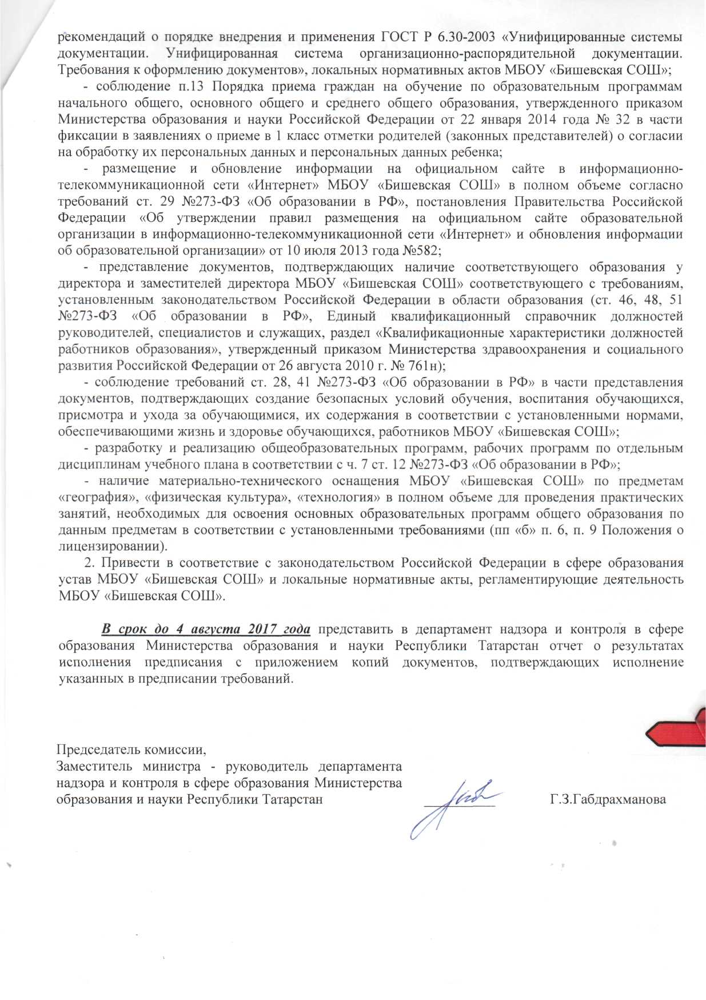 рекомендаций о порядке внедрения и применения ГОСТ Р 6.30-2003 «Унифицированные системы
документации. Унифицированная система организационно-распорядительной документации.
Требования к оформлению документов», локальных нормативных актов МБОУ «Бишевская СОШ»;
- соблюдение п.13 Порядка приема граждан на обучение по образовательным программам
начального общего, основного общего и среднего общего образования, утвержденного приказом
Министерства образования и науки Российской Федерации от 22 января 2014 года № 32 в части
фиксации в заявлениях о приеме в 1 класс отметки родителей (законных представителей) о согласии
на обработку их персональных данных и персональных данных ребенка;
- размещение и обновление информации на официальном сайте в информационно-
телекоммуникационной сети «Интернет» МБОУ «Бишевская СОШ» в полном объеме согласно
требований ст. 29 №273-ФЗ «Об образовании в РФ», постановления Правительства Российской
Федерации «Об утверждении правил размещения на официальном сайте образовательной
организации в информационно-телекоммуникационной сети «Интернет» и обновления информации
об образовательной организации» от 10 июля 2013 года №582;
- представление документов, подтверждающих наличие соответствующего образования у
директора и заместителей директора МБОУ «Бишевская СОШ» соответствующего с требованиям,
установленным законодательством Российской Федерации в области образования (ст. 46, 48, 51
№273-ФЗ «Об образовании в РФ», Единый квалификационный справочник должностей
руководителей, специалистов и служащих, раздел «Квалификационные характеристики должностей
работников образования», утвержденный приказом Министерства здравоохранения и социального
развития Российской Федерации от 26 августа 2010 г. № 761н);
- соблюдение требований ст. 28, 41 №273-ФЗ «Об образовании в РФ» в части представления
документов, подтверждающих создание безопасных условий обучения, воспитания обучающихся,
присмотра и ухода за обучающимися, их содержания в соответствии с установленными нормами,
обеспечивающими жизнь и здоровье обучающихся, работников МБОУ «Бишевская СОШ»;
- разработку и реализацию общеобразовательных программ, рабочих программ по отдельным
дисциплинам учебного плана в соответствии с ч. 7 ст. 12 №273-ФЗ «Об образовании в РФ»;
- наличие материально-технического оснащения МБОУ «Бишевская СОШ» по предметам
«география», «физическая культура», «технология» в полном объеме для проведения практических
занятий, необходимых для освоения основных образовательных программ общего образования по
данным предметам в соответствии с установленными требованиями (пп «б» п. 6, п. 9 Положения о
лицензировании).
2. Привести в соответствие с законодательством Российской Федерации в сфере образования
устав МБОУ «Бишевская СОШ» и локальные нормативные акты, регламентирующие деятельность
МБОУ «Бишевская СОШ».
В срок до 4 августа 2017 года представить в департамент надзора и контроля в сфере
образования Министерства образования и науки Республики Татарстан отчет о результатах
исполнения предписания с приложением копий документов, подтверждающих исполнение
указанных в предписании требований.
Председатель комиссии,
Заместитель министра - руководитель департамента
надзора и контроля в сфере образования Министерства
образования и науки Республики Татарстан Г.З.Габдрахманова